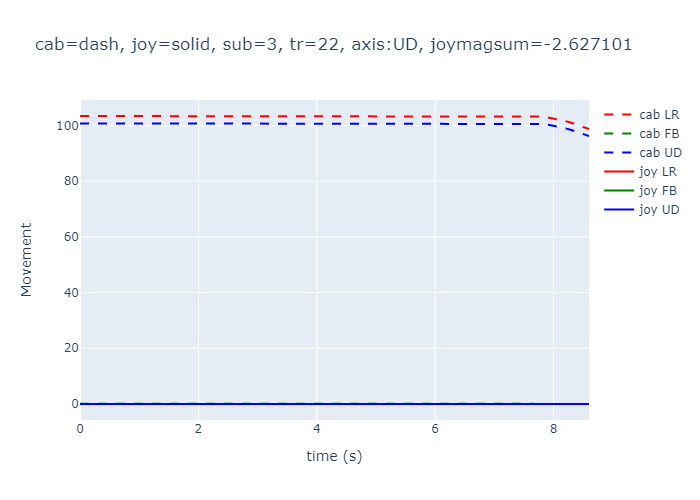 cab=dash, joy=solid, sub=3, tr=22, axis:UD, joymagsum=-2.627101
cab LR
cab FB
cab UD
joy LR
joy FB
joy UD
Movement
100
80
60
40
20
0
0 2 4 6 8
time (s)